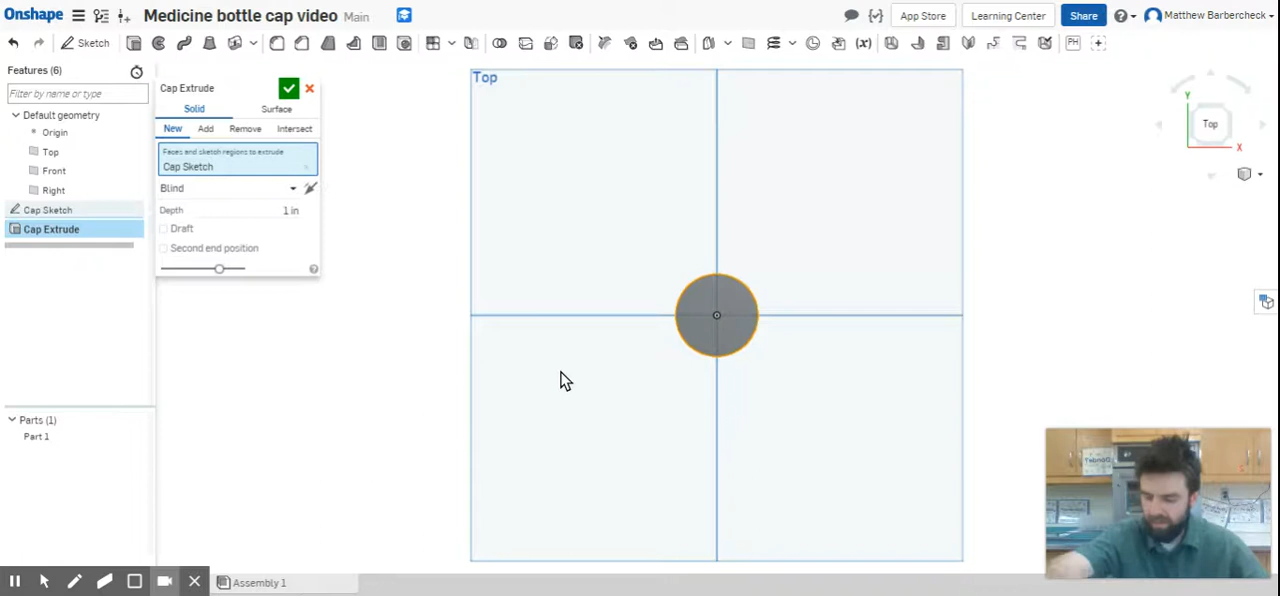 Onshape Medicine bottle cap video Main App Store Learning Center Share Matthew Barbercheck
Sketch
Features (6)
Filter by name or type
Default geometry
Origin
Top
Front
Right
Cap Sketch
Cap Extrude
Parts (1)
Part 1
Cap Extrude
Solid Surface
New Add Remove Intersect
Faces and sketch regions to extrude
Cap Sketch
Blind
Depth 1 in
Draft
Second end position
Top
Y
Top
X
Assembly 1